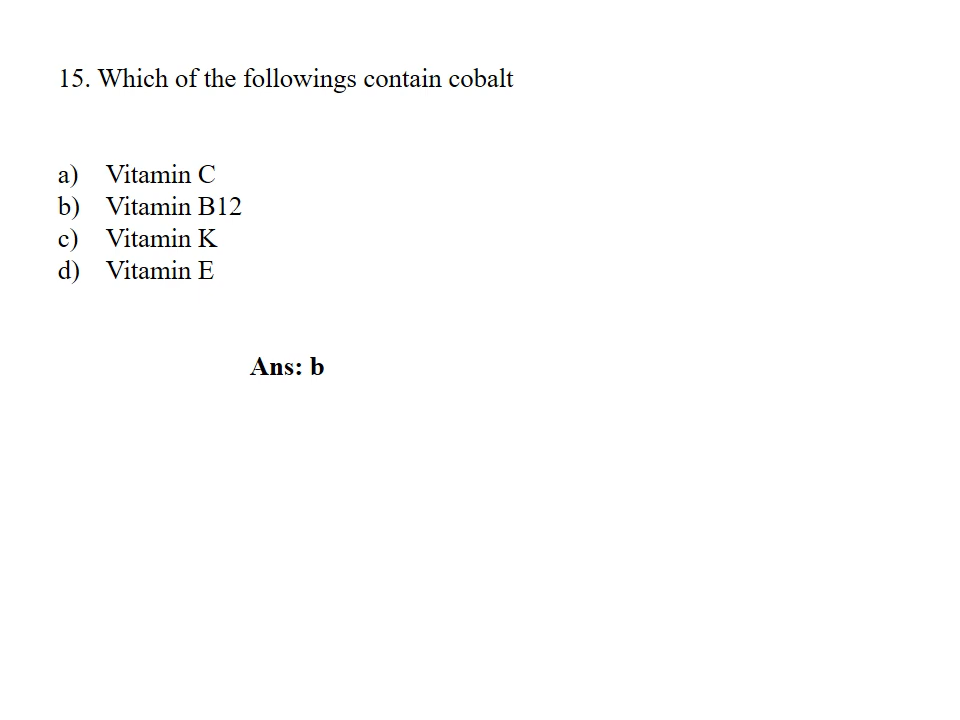 15. Which of the followings contain cobalt
a) Vitamin C
b) Vitamin B12
c) Vitamin K
d) Vitamin E
Ans: b